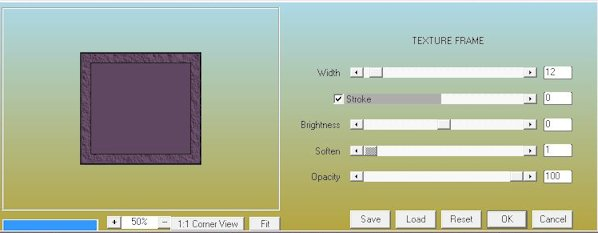 TEXTURE FRAME
Width 12
Stroke 0
Brightness 0
Soften 1
Opacity 100
+ 50% - 1:1 Corner View Fit Save Load Reset OK Cancel